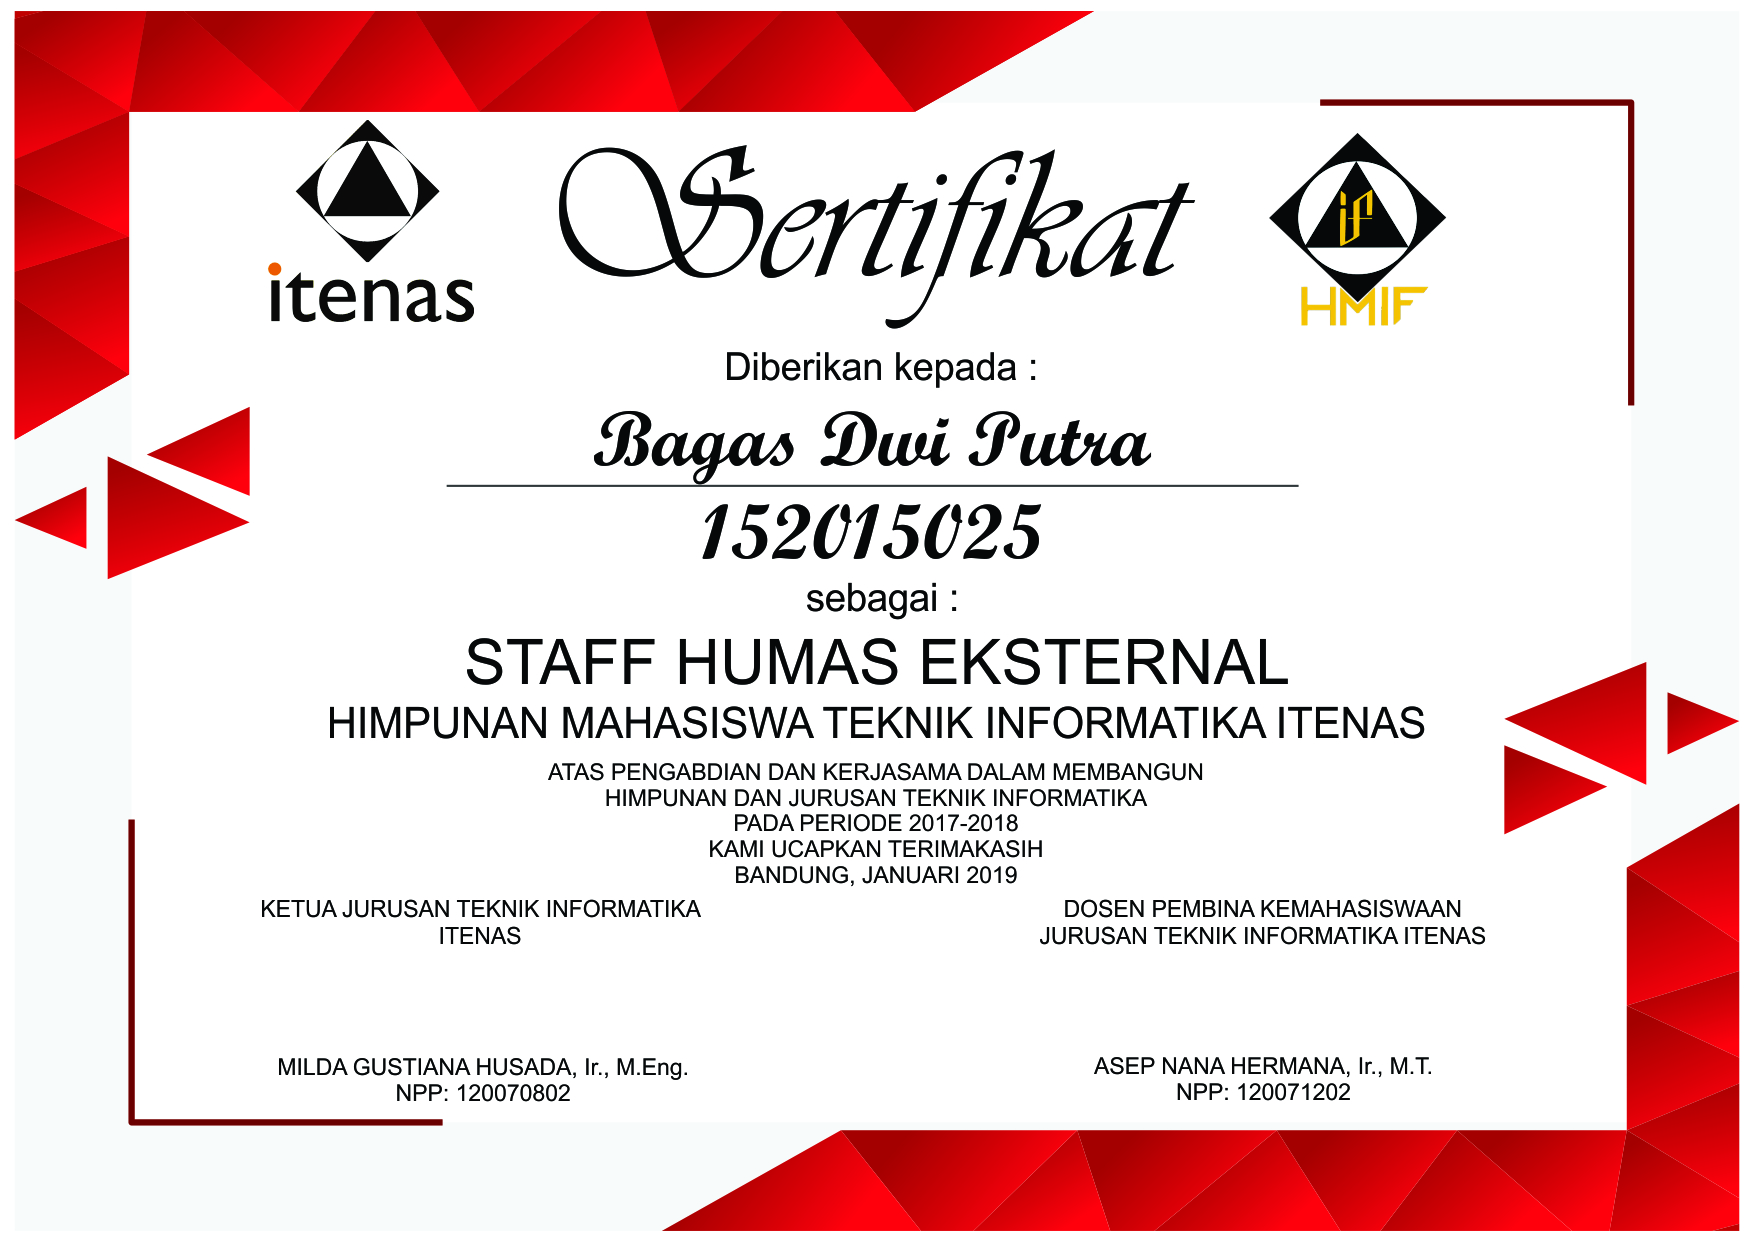 itenas
Sertifikat
if
HMIF
Diberikan kepada :
Bagas Dwi Putra
152015025
sebagai :
STAFF HUMAS EKSTERNAL
HIMPUNAN MAHASISWA TEKNIK INFORMATIKA ITENAS
ATAS PENGABDIAN DAN KERJASAMA DALAM MEMBANGUN
HIMPUNAN DAN JURUSAN TEKNIK INFORMATIKA
PADA PERIODE 2017-2018
KAMI UCAPKAN TERIMAKASIH
BANDUNG, JANUARI 2019
KETUA JURUSAN TEKNIK INFORMATIKA
ITENAS
MILDA GUSTIANA HUSADA, Ir., M.Eng.
NPP: 120070802
DOSEN PEMBINA KEMAHASISWAAN
JURUSAN TEKNIK INFORMATIKA ITENAS
ASEP NANA HERMANA, Ir., M.T.
NPP: 120071202